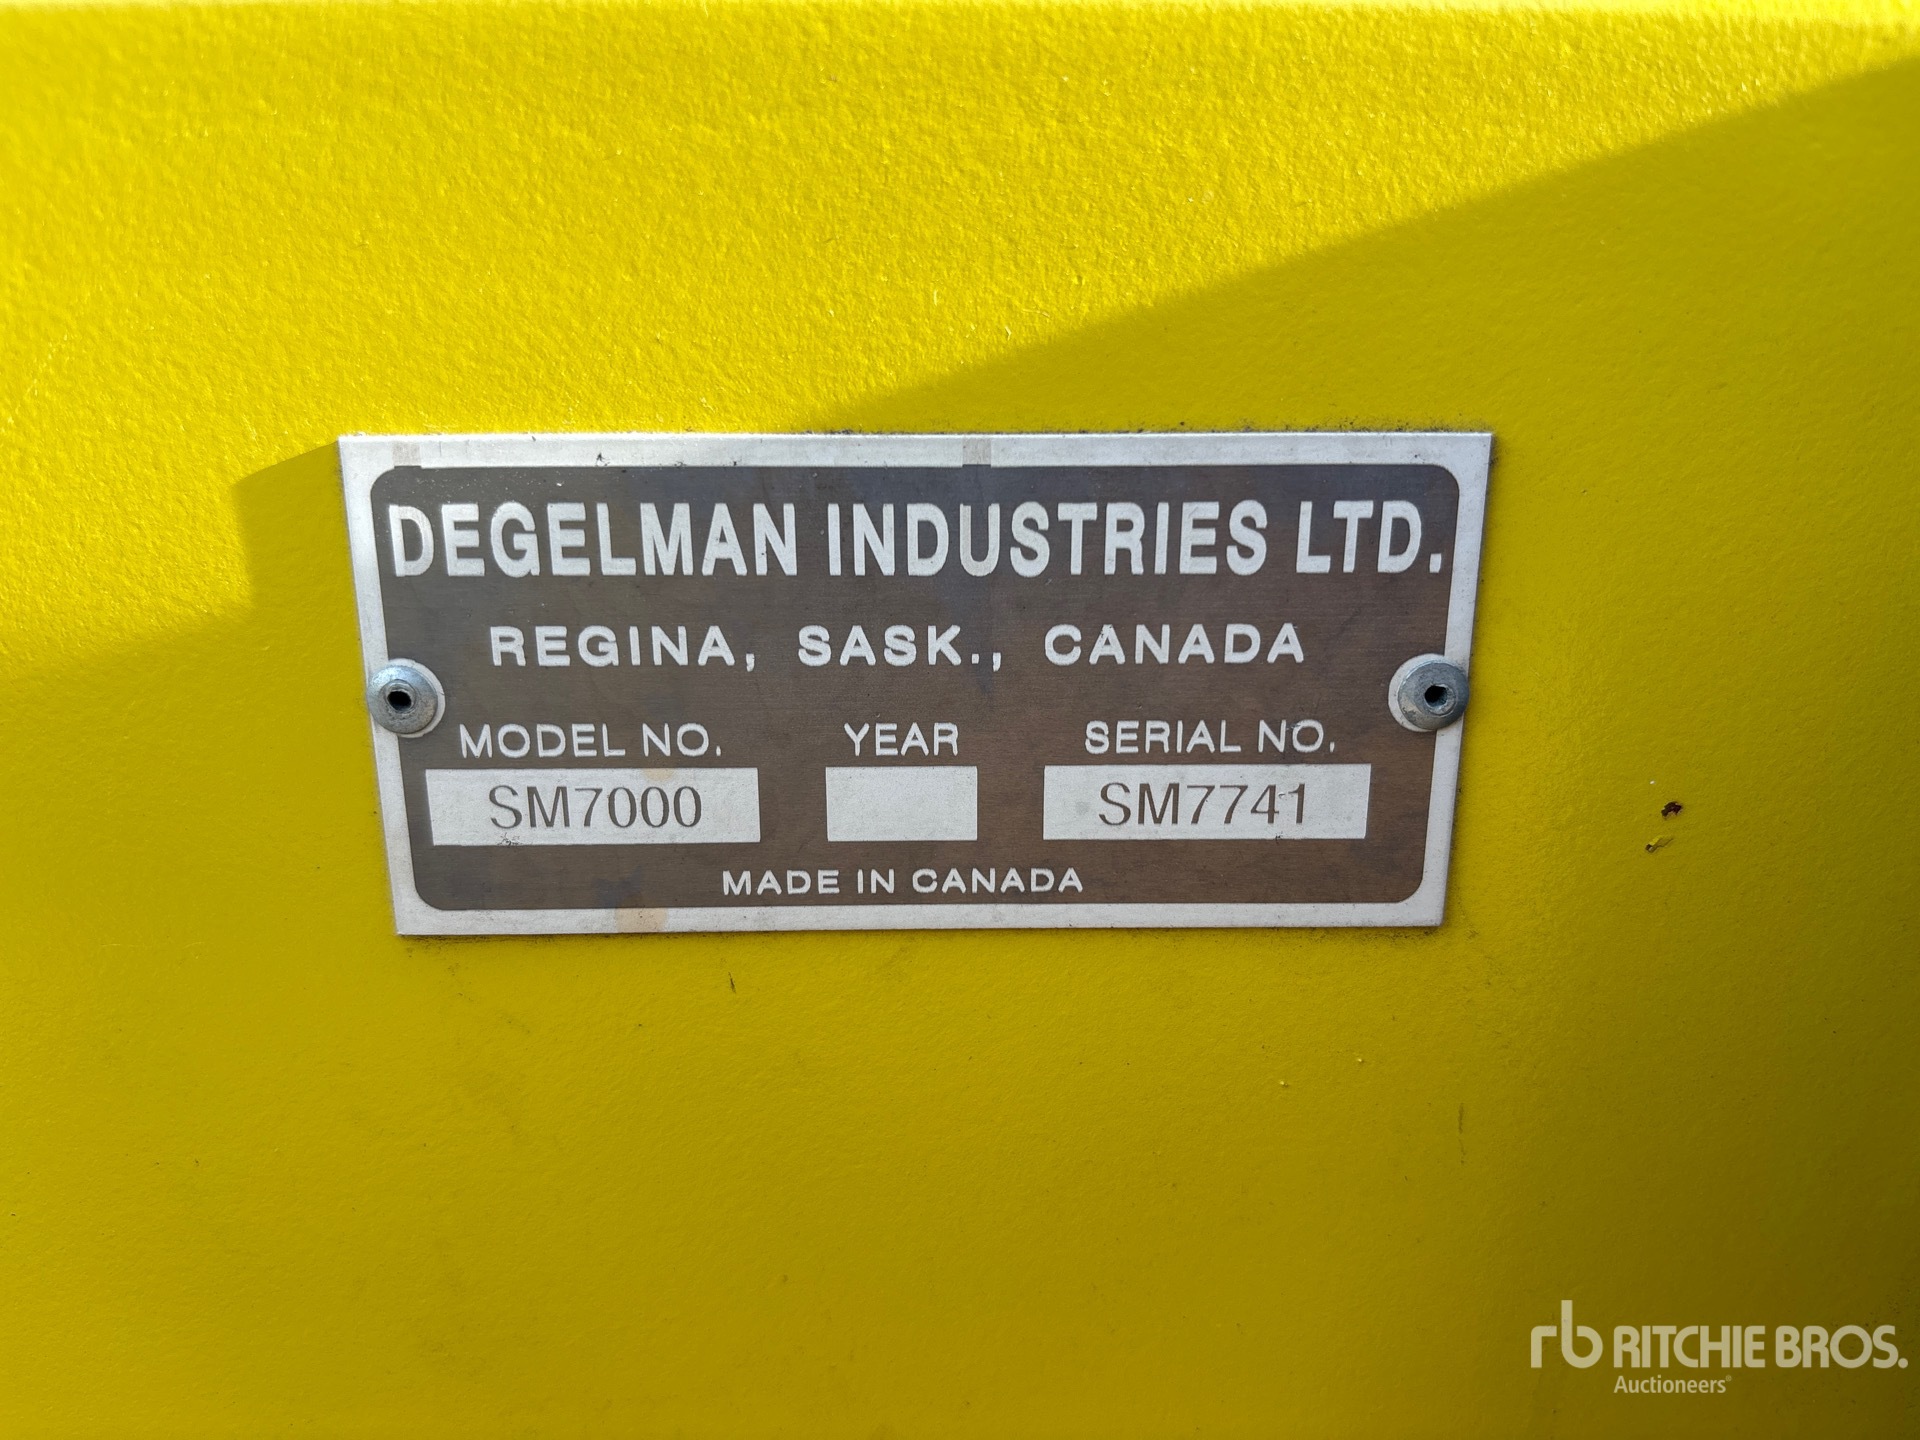 DEGELMAN INDUSTRIES LTD.
REGINA, SASK., CANADA
MODEL NO. YEAR SERIAL NO.
SM7000 SM7741
MADE IN CANADA
rb RITCHIE BROS.
Auctioneers®